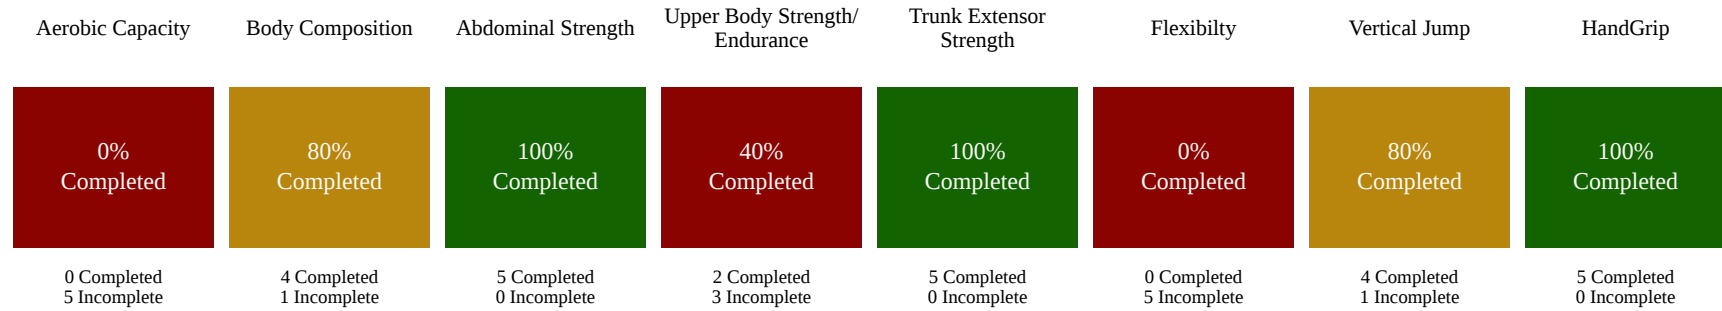 Aerobic Capacity
0%
Completed
0 Completed
5 Incomplete
Body Composition
80%
Completed
4 Completed
1 Incomplete
Abdominal Strength
100%
Completed
5 Completed
0 Incomplete
Upper Body Strength/
Endurance
40%
Completed
2 Completed
3 Incomplete
Trunk Extensor
Strength
100%
Completed
5 Completed
0 Incomplete
Flexibilty
0%
Completed
0 Completed
5 Incomplete
Vertical Jump
80%
Completed
4 Completed
1 Incomplete
HandGrip
100%
Completed
5 Completed
0 Incomplete